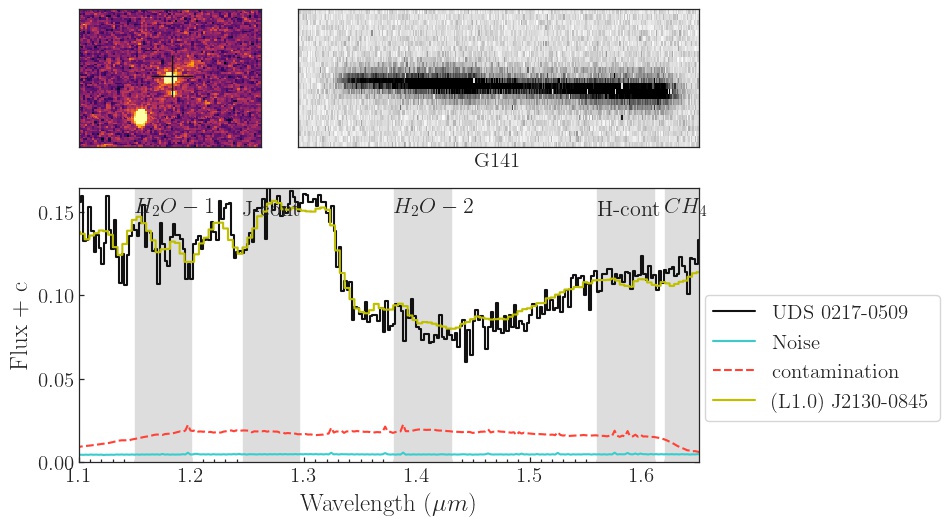 G141
H2O − 1
J-cont
H2O − 2
H-cont
CH4
0.15
0.10
0.05
0.00
Flux + c
1.1
1.2
1.3
1.4
1.5
1.6
Wavelength (μm)
UDS 0217-0509
Noise
contamination
(L1.0) J2130-0845